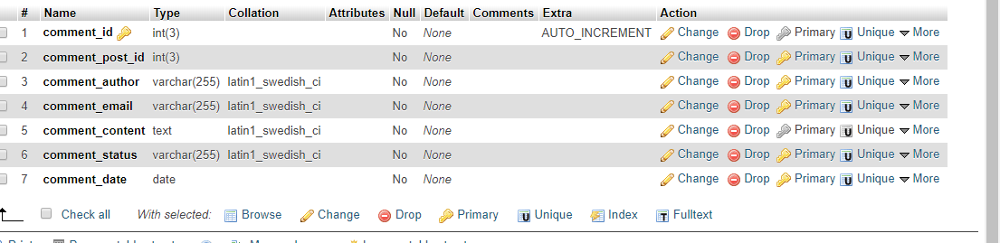 # Name Type Collation Attributes Null Default Comments Extra Action
1 comment_id int(3) No None AUTO_INCREMENT Change Drop Primary Unique More
2 comment_post_id int(3) No None Change Drop Primary Unique More
3 comment_author varchar(255) latin1_swedish_ci No None Change Drop Primary Unique More
4 comment_email varchar(255) latin1_swedish_ci No None Change Drop Primary Unique More
5 comment_content text latin1_swedish_ci No None Change Drop Primary Unique More
6 comment_status varchar(255) latin1_swedish_ci No None Change Drop Primary Unique More
7 comment_date date No None Change Drop Primary Unique More
Check all With selected: Browse Change Drop Primary Unique Index Fulltext